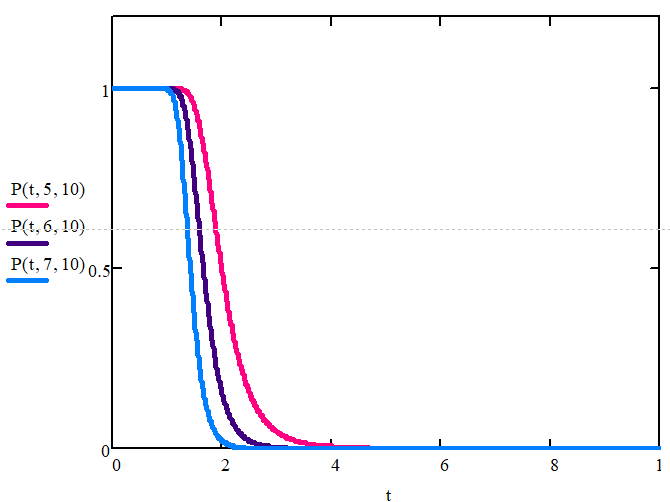 1
P(t, 5, 10)
P(t, 6, 10)
P(t, 7, 10)
0.5
0
0 2 4 6 8 1
t